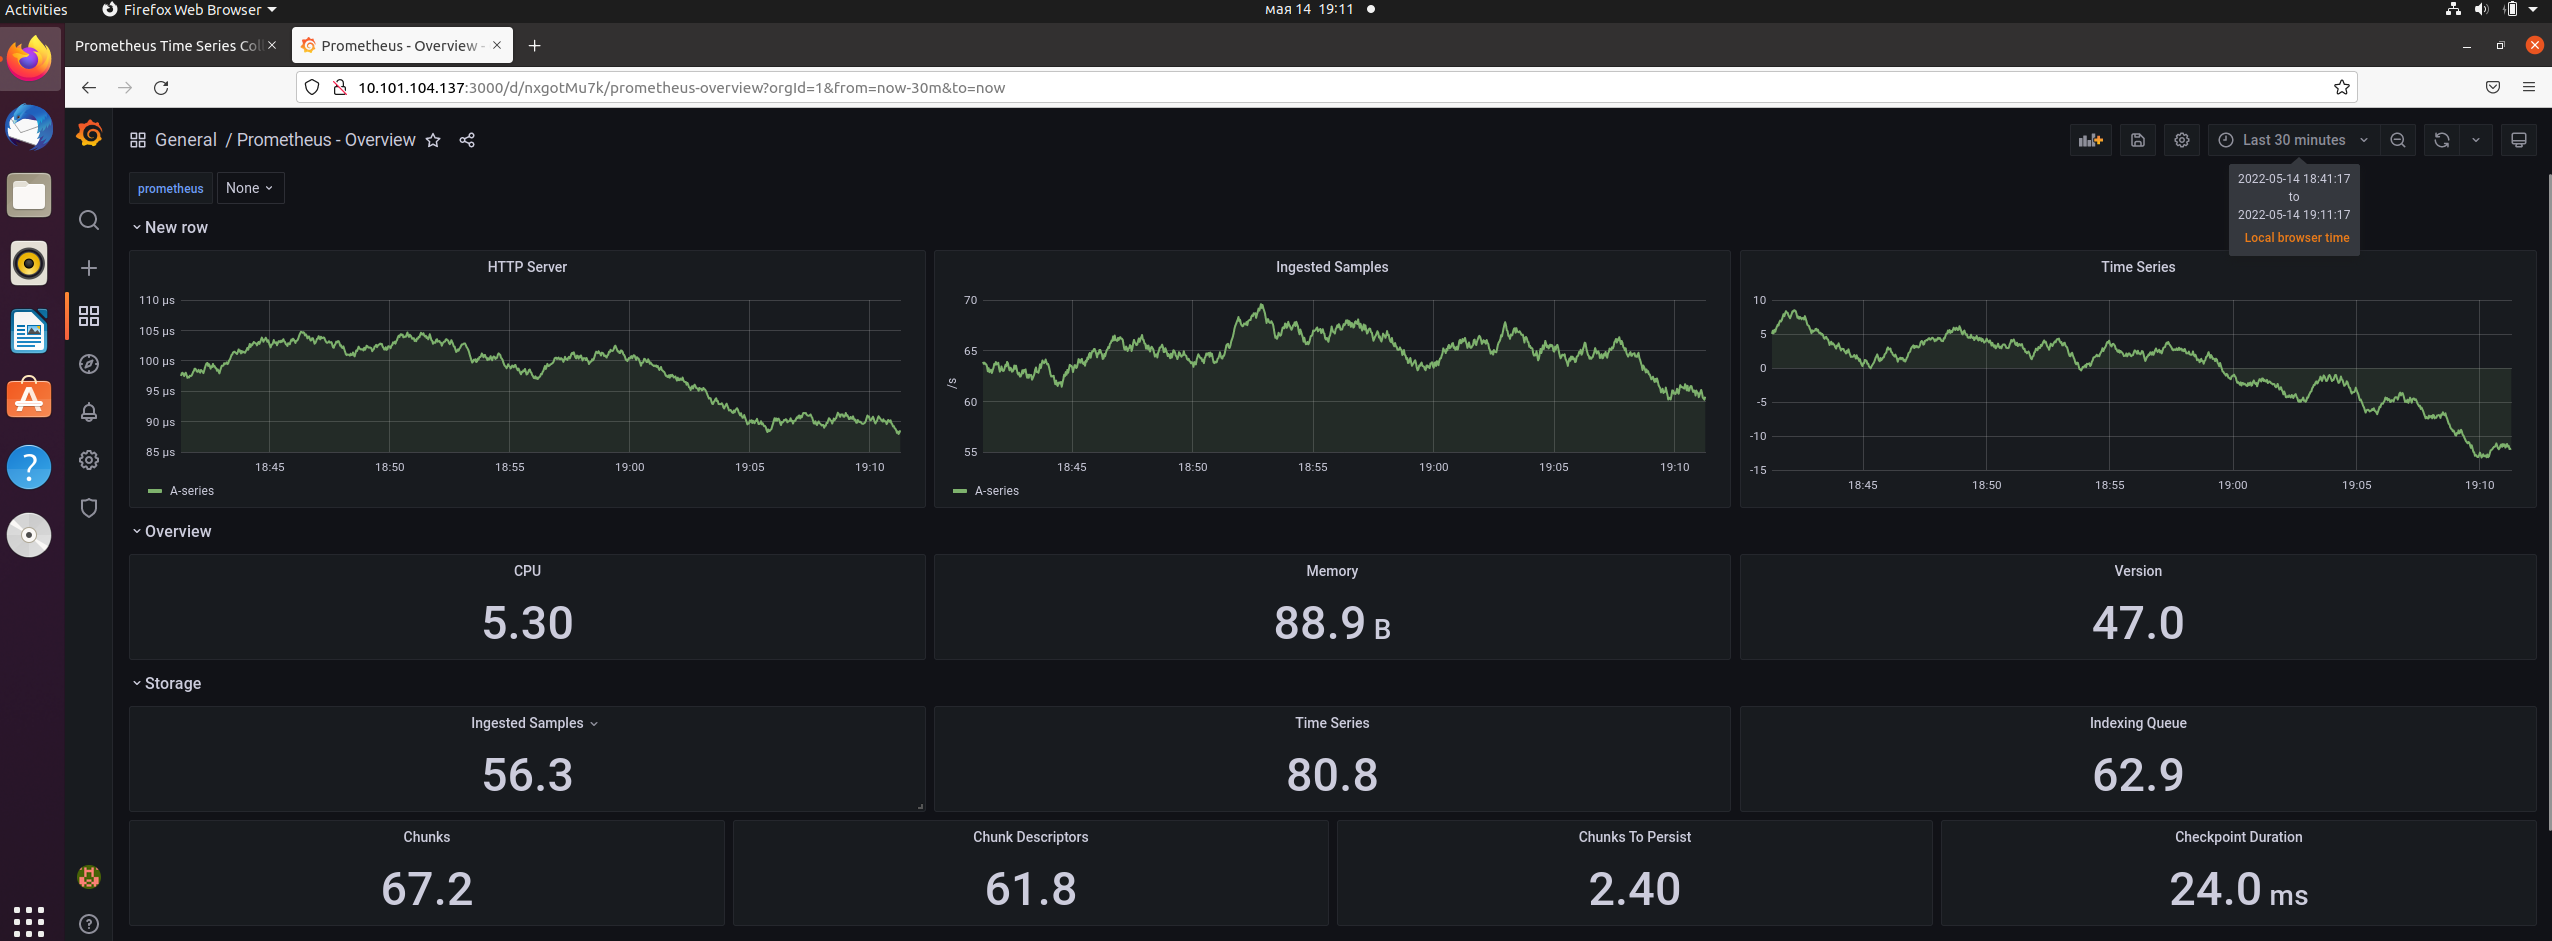 Activities
Firefox Web Browser
мая 14 19:11
Prometheus Time Series Col
Prometheus - Overview -
10.101.104.137:3000/d/nxgotMu7k/prometheus-overview?orgId=1&from=now-30m&to=now
General / Prometheus - Overview
Last 30 minutes
2022-05-14 18:41:17
to
2022-05-14 19:11:17
Local browser time
prometheus
None
New row
HTTP Server
110 µs
105 µs
100 µs
95 µs
90 µs
85 µs
18:45 18:50 18:55 19:00 19:05 19:10
A-series
Ingested Samples
/s
70
65
60
55
18:45 18:50 18:55 19:00 19:05 19:10
A-series
Time Series
10
5
0
-5
-10
-15
18:45 18:50 18:55 19:00 19:05 19:10
Overview
CPU
5.30
Memory
88.9 B
Version
47.0
Storage
Ingested Samples
56.3
Time Series
80.8
Indexing Queue
62.9
Chunks
67.2
Chunk Descriptors
61.8
Chunks To Persist
2.40
Checkpoint Duration
24.0 ms